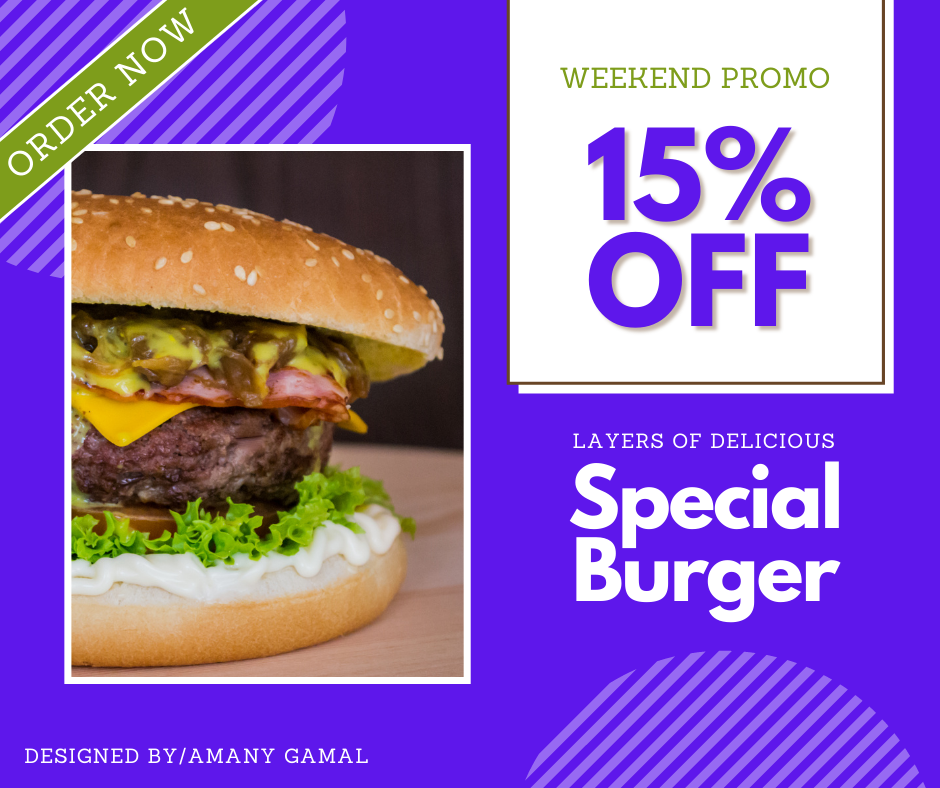 ORDER NOW
WEEKEND PROMO
15%
OFF
LAYERS OF DELICIOUS
Special
Burger
DESIGNED BY/AMANY GAMAL